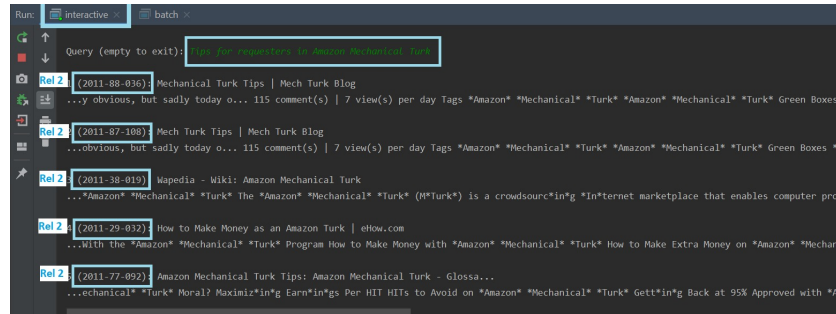 Run: interactive × batch ×
Query (empty to exit): Tips for requesters in Amazon Mechanical Turk
Rel 2 (2011-88-036): Mechanical Turk Tips | Mech Turk Blog
...y obvious, but sadly today o... 115 comment(s) | 7 view(s) per day Tags *Amazon* *Mechanical* *Turk* *Amazon* *Mechanical* *Turk* Green Boxes
Rel 2 (2011-87-108): Mech Turk Tips | Mech Turk Blog
...obvious, but sadly today o... 115 comment(s) | 7 view(s) per day Tags *Amazon* *Mechanical* *Turk* *Amazon* *Mechanical* *Turk* Green Boxes *
Rel 2 (2011-38-019) Wapedia - Wiki: Amazon Mechanical Turk
...*Amazon* *Mechanical* *Turk* The *Amazon* *Mechanical* *Turk* (M*Turk*) is a crowdsourc*in*g *In*ternet marketplace that enables computer pro
Rel 2 4 (2011-29-032): How to Make Money as an Amazon Turk | eHow.com
...With the *Amazon* *Mechanical* *Turk* Program How to Make Money with *Amazon* *Mechanical* *Turk* How to Make Extra Money on *Amazon* *Mechan
Rel 2 (2011-77-092): Amazon Mechanical Turk Tips: Amazon Mechanical Turk - Glossa...
...echanical* *Turk* Moral? Maximiz*in*g Earn*in*gs Per HIT HITs to Avoid on *Amazon* *Mechanical* *Turk* Gett*in*g Back at 95% Approved with *A